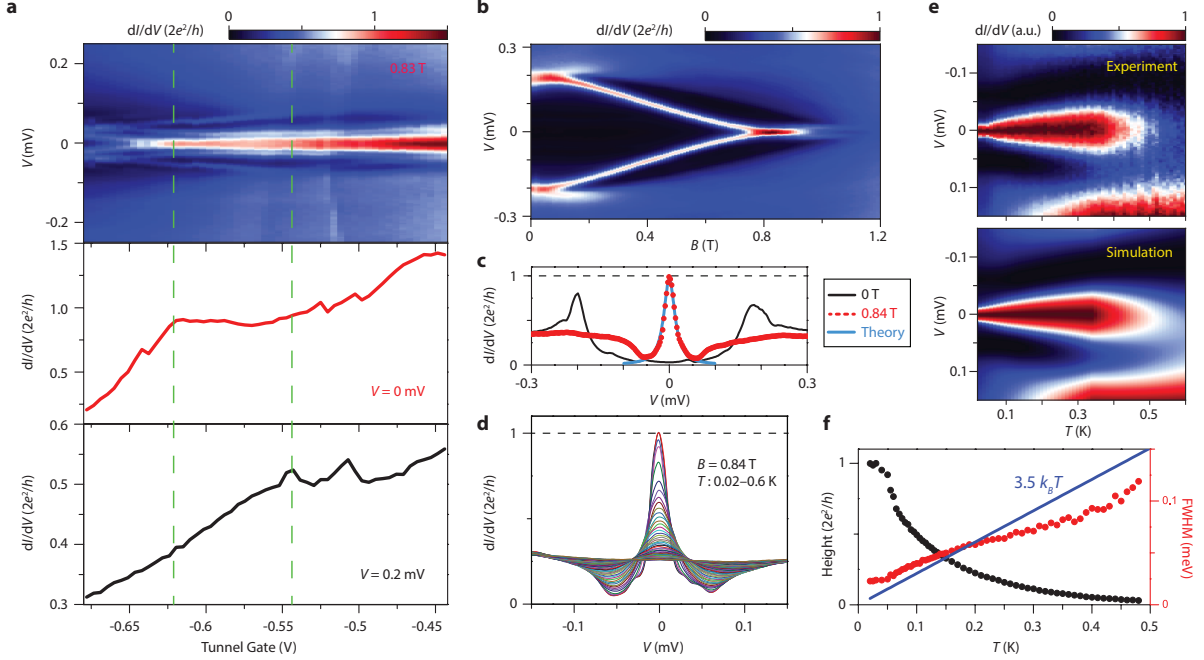 a
dI/dV (2e²/h)
0
1
0.83 T
0.2
0
-0.2
V (mV)
1.5
1.0
0.5
dI/dV (2e²/h)
V = 0 mV
0.6
0.5
0.4
0.3
dI/dV (2e²/h)
V = 0.2 mV
-0.65
-0.6
-0.55
-0.5
-0.45
Tunnel Gate (V)
b
dI/dV (2e²/h)
0
1
0.3
0
-0.3
V (mV)
0
0.4
0.8
1.2
B (T)
c
1
0
dI/dV (2e²/h)
-0.3
0
0.3
V (mV)
0 T
0.84 T
Theory
d
1
0
dI/dV (2e²/h)
B = 0.84 T
T : 0.02–0.6 K
-0.1
0
0.1
V (mV)
e
dI/dV (a.u.)
0
1
Experiment
-0.1
0
0.1
V (mV)
Simulation
-0.1
0
0.1
V (mV)
0.1
0.3
0.5
T (K)
f
1
0.5
0
Height (2e²/h)
3.5 k_BT
0.1
0
FWHM (meV)
0
0.1
0.2
0.3
0.4
0.5
T (K)